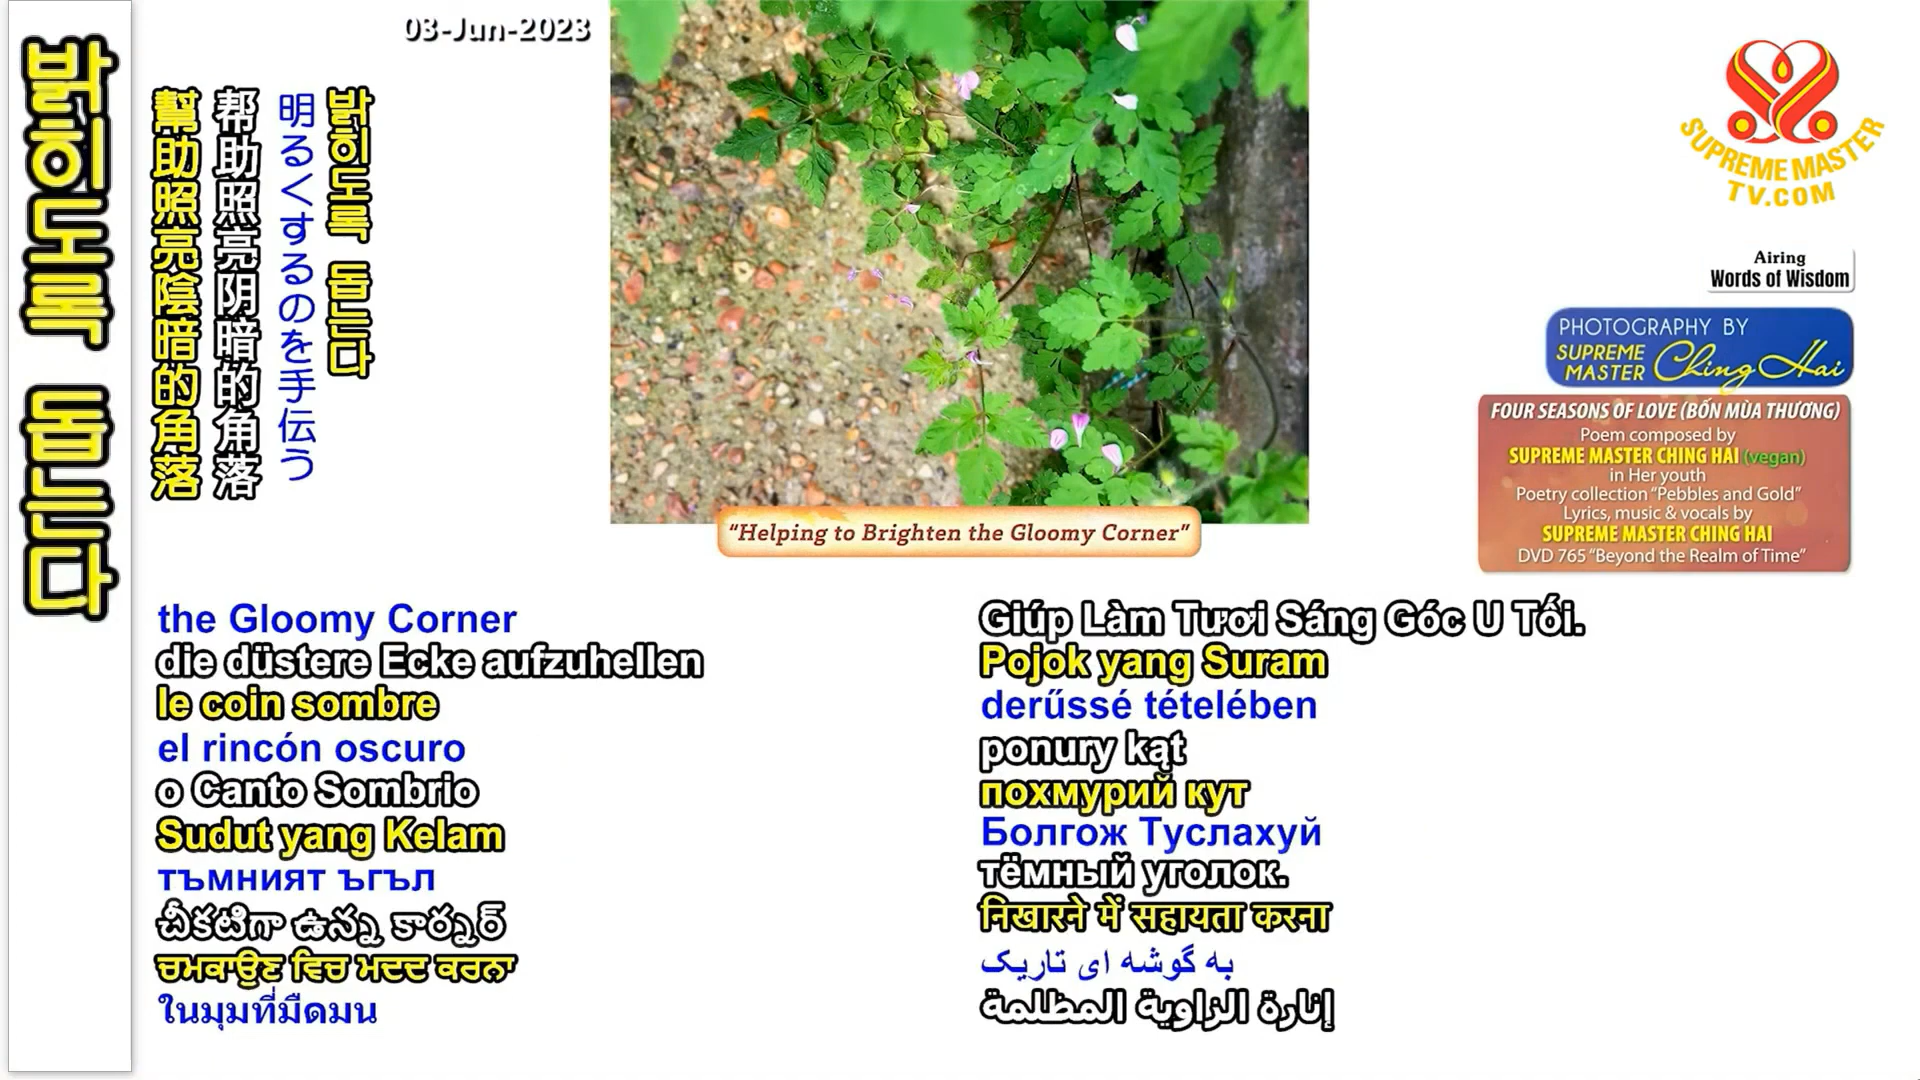 밝히도록 돕는다
03-Jun-2023
밝히도록 돕는다
明るくするのを手伝う
帮助照亮阴暗的角落
幫助照亮陰暗的角落
"Helping to Brighten the Gloomy Corner"
SUPREME MASTER
TV.COM
Airing
Words of Wisdom
PHOTOGRAPHY BY
SUPREME
MASTER Ching Hai
FOUR SEASONS OF LOVE (BỐN MÙA THƯƠNG)
Poem composed by
SUPREME MASTER CHING HAI (vegan)
in Her youth
Poetry collection "Pebbles and Gold"
Lyrics, music & vocals by
SUPREME MASTER CHING HAI
DVD 765 "Beyond the Realm of Time"
the Gloomy Corner
die düstere Ecke aufzuhellen
le coin sombre
el rincón oscuro
o Canto Sombrio
Sudut yang Kelam
тъмният ъгъл
చీకటిగా ఉన్న కార్నర్
ਚਮਕਾਉਣ ਵਿਚ ਮਦਦ ਕਰਨਾ
ในมุมที่มืดมน
Giúp Làm Tươi Sáng Góc U Tối.
Pojok yang Suram
derűssé tételében
ponury kąt
похмурий кут
Болгож Туслахуй
тёмный уголок.
निखारने में सहायता करना
به گوشه ای تاریک
إنارة الزاوية المظلمة